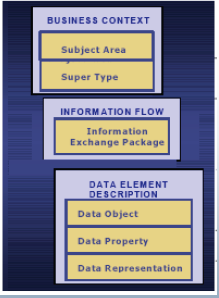 BUSINESS CONTEXT
Subject Area
Super Type
INFORMATION FLOW
Information
Exchange Package
DATA ELEMENT
DESCRIPTION
Data Object
Data Property
Data Representation